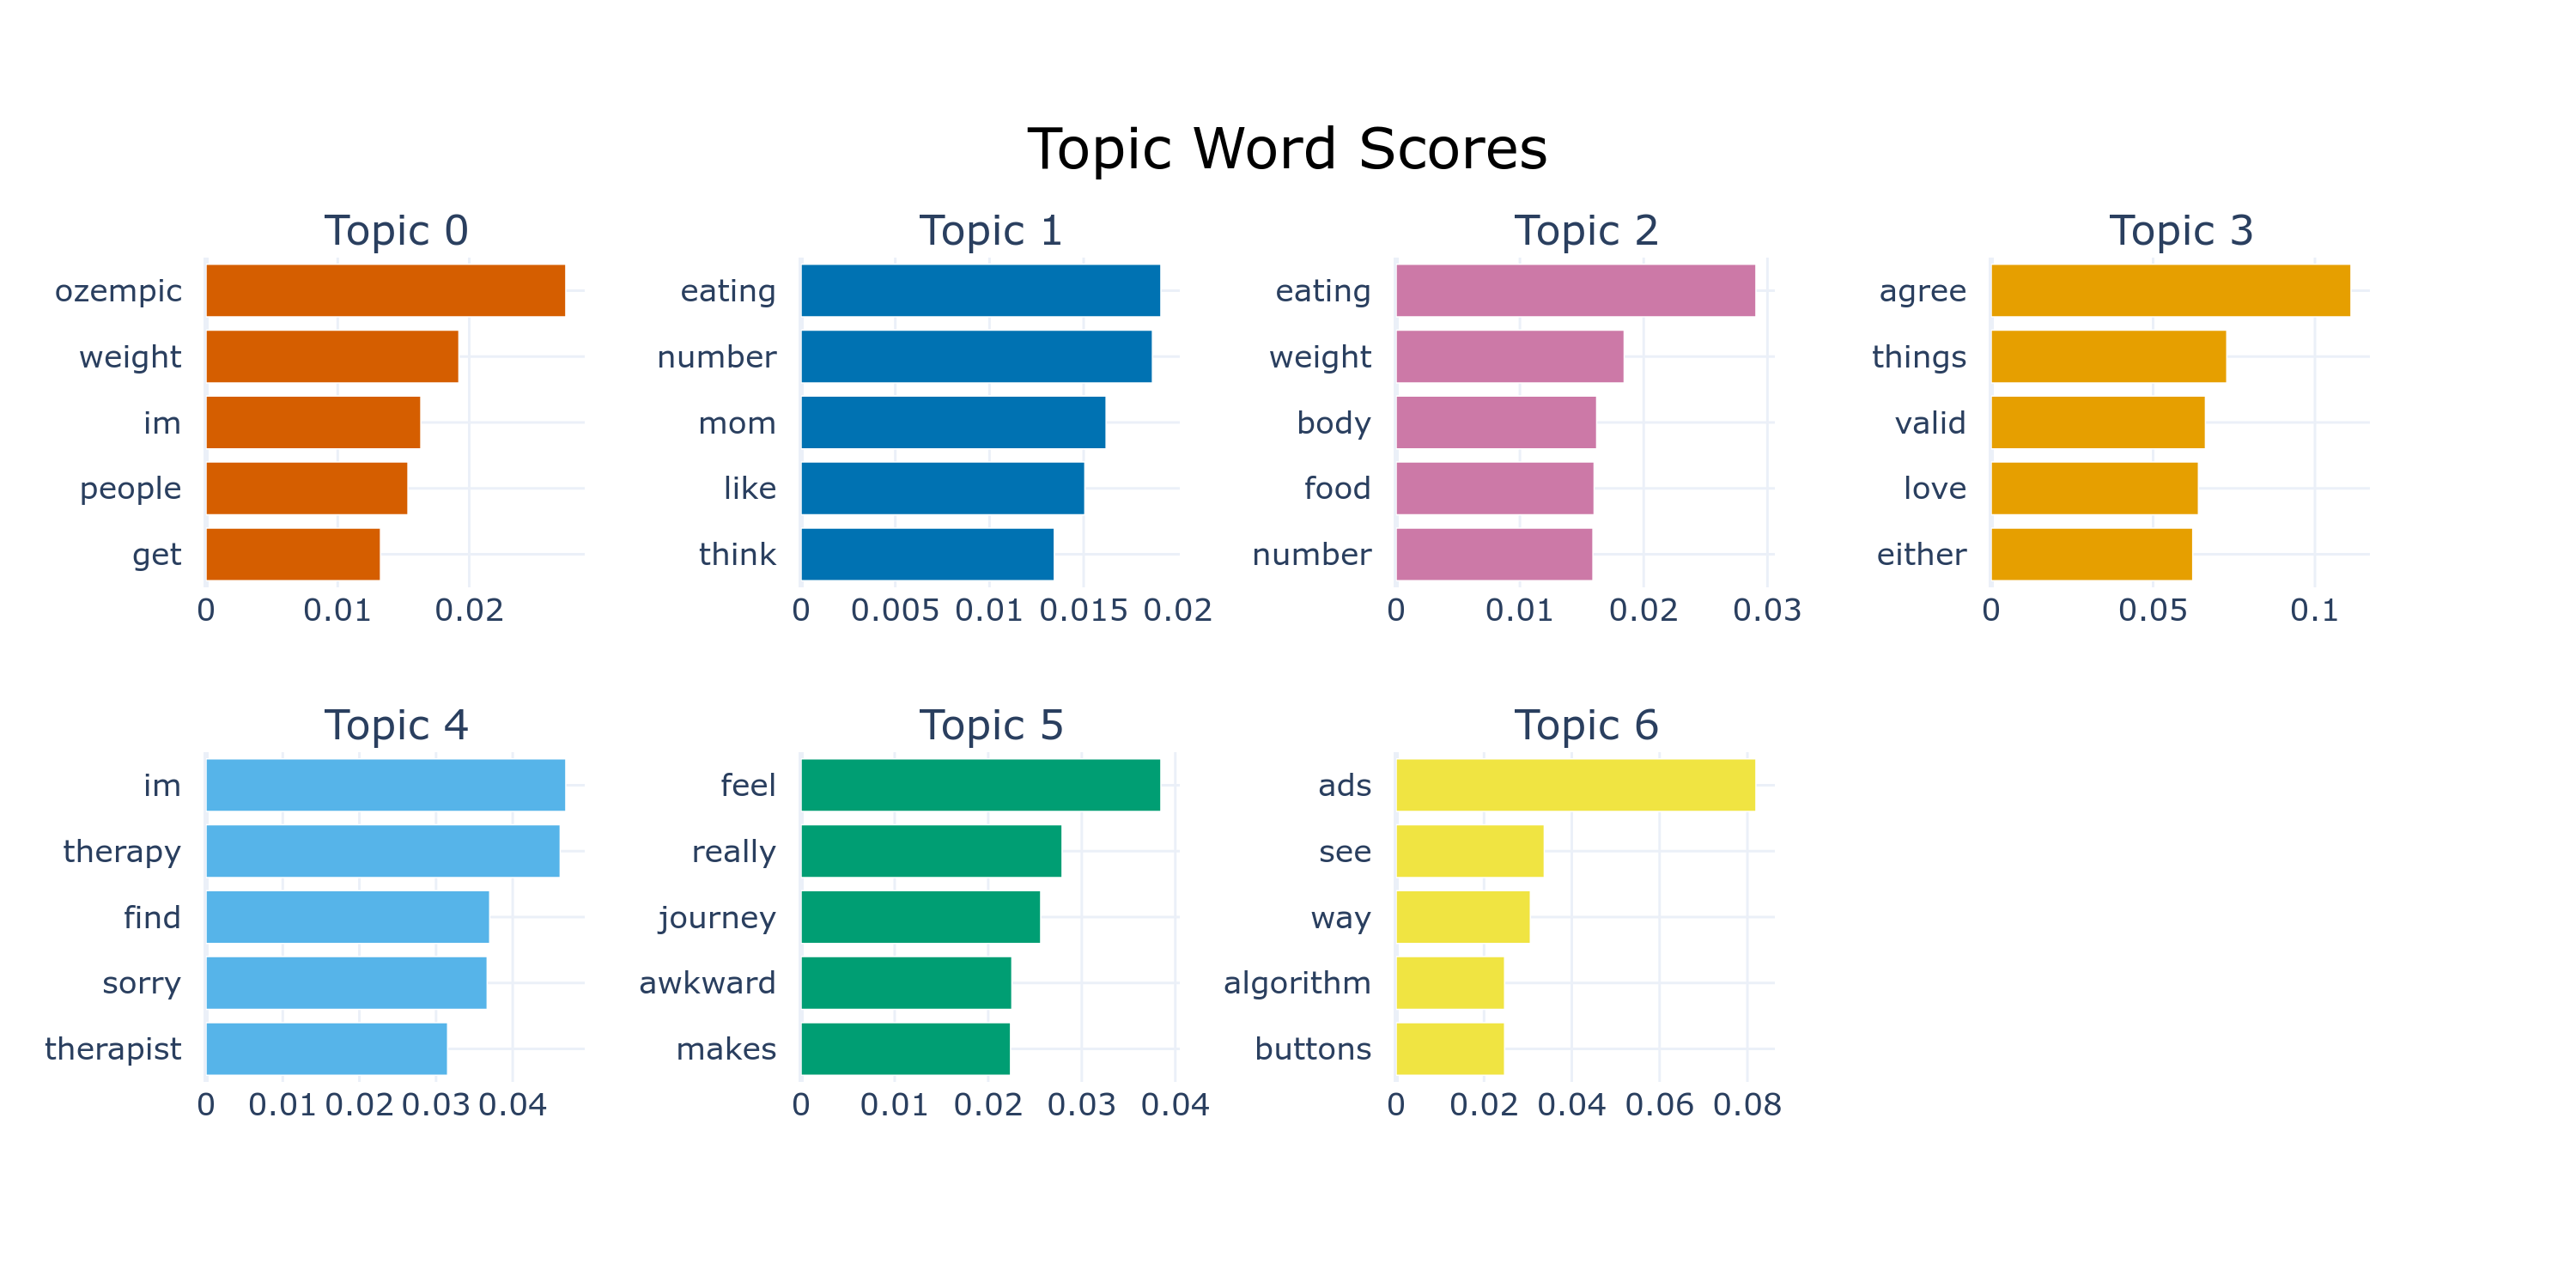 Topic Word Scores
Topic 0
ozempic
weight
im
people
get
0 0.01 0.02
Topic 1
eating
number
mom
like
think
0 0.005 0.01 0.015 0.02
Topic 2
eating
weight
body
food
number
0 0.01 0.02 0.03
Topic 3
agree
things
valid
love
either
0 0.05 0.1
Topic 4
im
therapy
find
sorry
therapist
0 0.01 0.02 0.03 0.04
Topic 5
feel
really
journey
awkward
makes
0 0.01 0.02 0.03 0.04
Topic 6
ads
see
way
algorithm
buttons
0 0.02 0.04 0.06 0.08